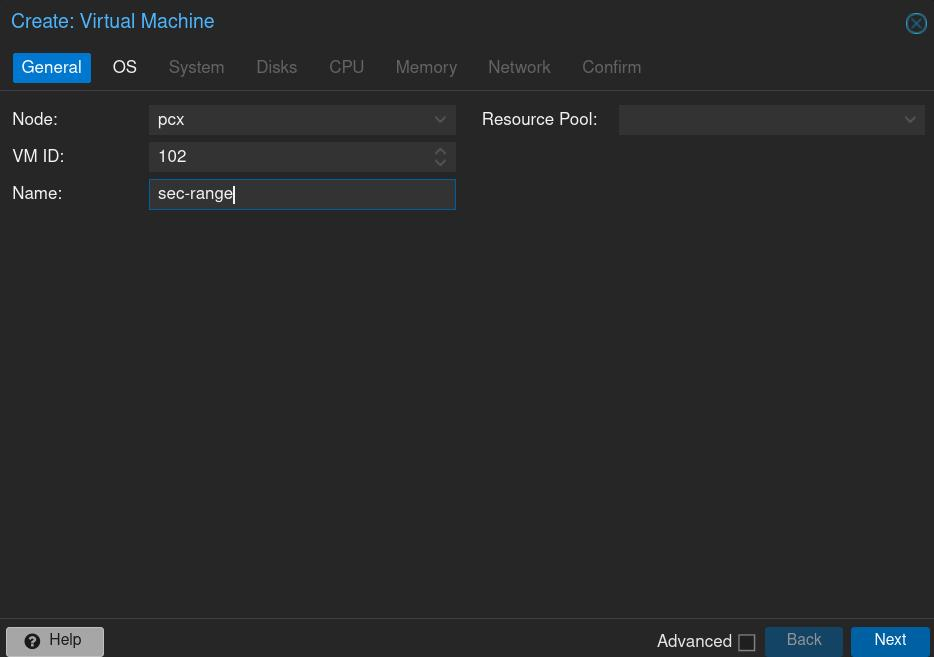 Create: Virtual Machine
General OS System Disks CPU Memory Network Confirm
Node: pcx Resource Pool:
VM ID: 102
Name: sec-range
Help Advanced Back Next